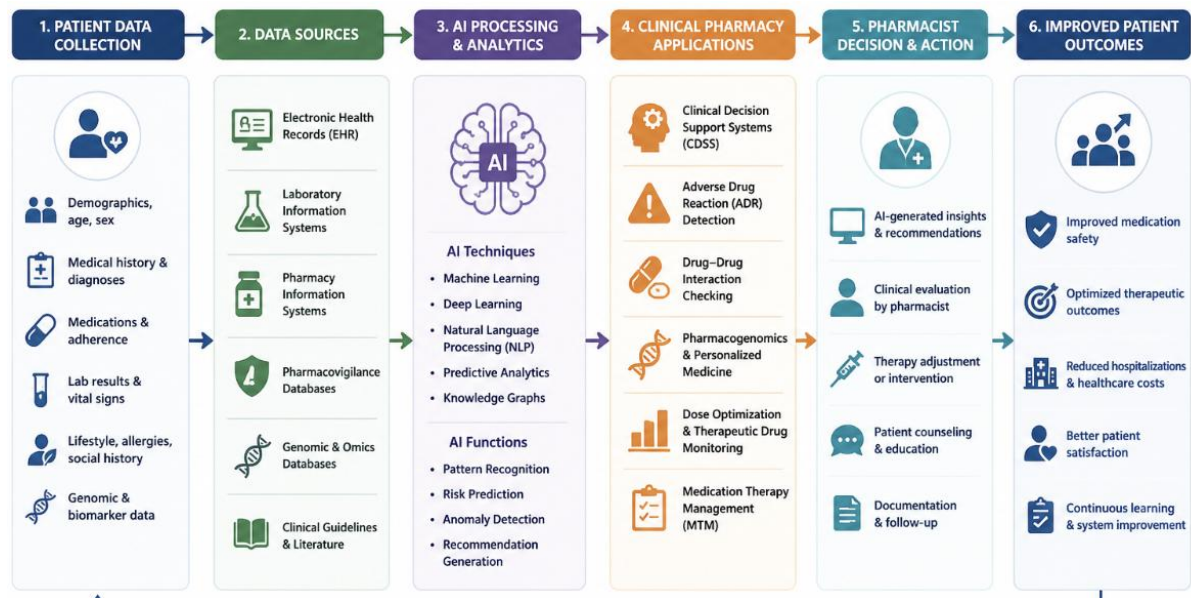 1. PATIENT DATA
COLLECTION
2. DATA SOURCES
3. AI PROCESSING
& ANALYTICS
4. CLINICAL PHARMACY
APPLICATIONS
5. PHARMACIST
DECISION & ACTION
6. IMPROVED PATIENT
OUTCOMES
Demographics,
age, sex
Medical history &
diagnoses
Medications &
adherence
Lab results &
vital signs
Lifestyle, allergies,
social history
Genomic &
biomarker data
Electronic Health
Records (EHR)
Laboratory
Information
Systems
Pharmacy
Information
Systems
Pharmacovigilance
Databases
Genomic & Omics
Databases
Clinical Guidelines
& Literature
AI
AI Techniques
• Machine Learning
• Deep Learning
• Natural Language
Processing (NLP)
• Predictive Analytics
• Knowledge Graphs
AI Functions
• Pattern Recognition
• Risk Prediction
• Anomaly Detection
• Recommendation
Generation
Clinical Decision
Support Systems
(CDSS)
Adverse Drug
Reaction (ADR)
Detection
Drug–Drug
Interaction
Checking
Pharmacogenomics
& Personalized
Medicine
Dose Optimization
& Therapeutic Drug
Monitoring
Medication Therapy
Management
(MTM)
AI-generated insights
& recommendations
Clinical evaluation
by pharmacist
Therapy adjustment
or intervention
Patient counseling
& education
Documentation
& follow-up
Improved medication
safety
Optimized therapeutic
outcomes
Reduced hospitalizations
& healthcare costs
Better patient
satisfaction
Continuous learning
& system improvement